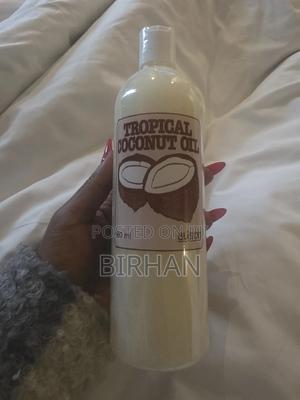 TROPICAL
COCONUT OIL
POSTED ON
BIRHAN